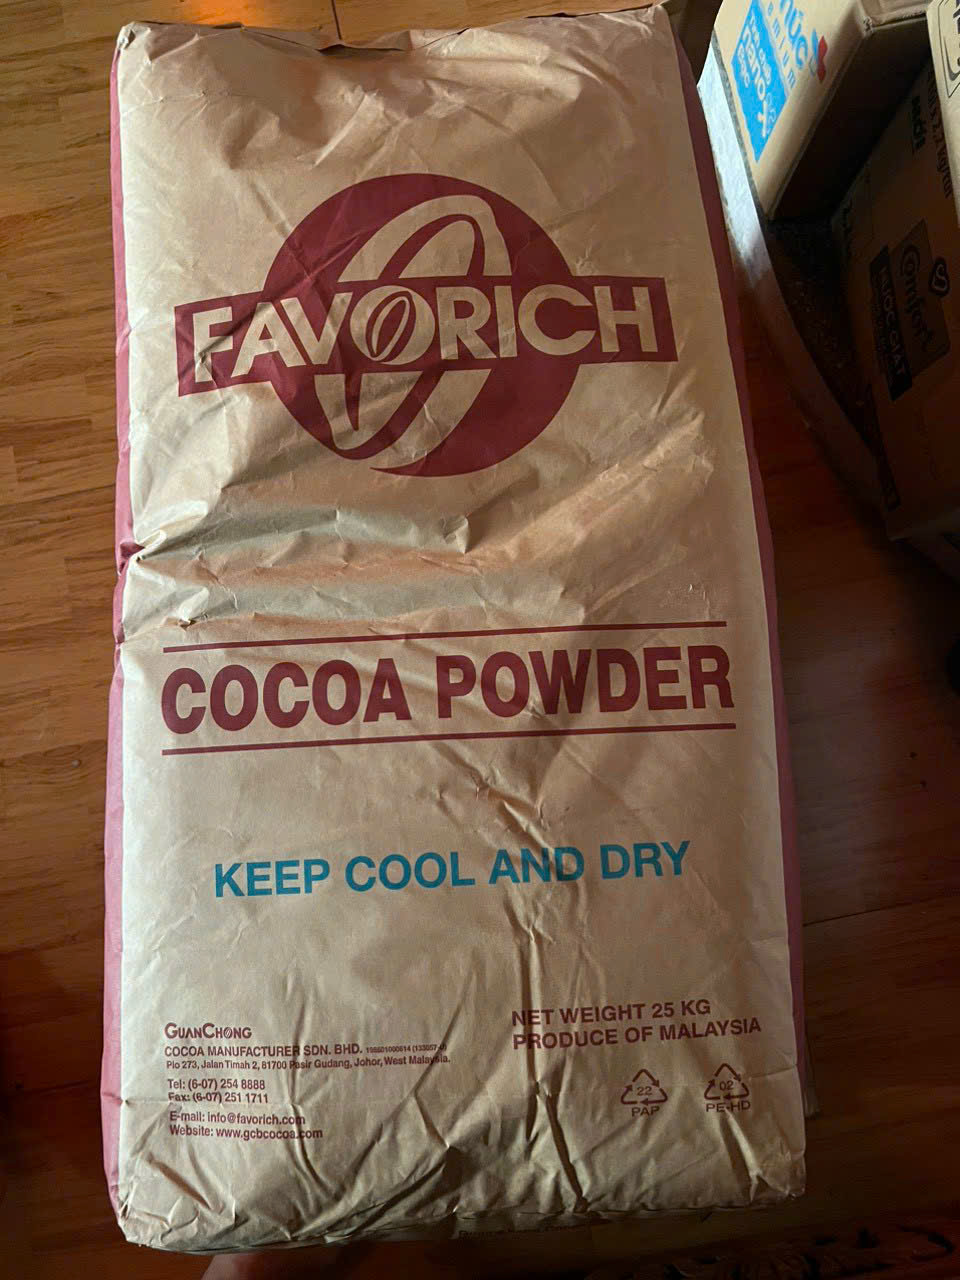 FAVORICH
COCOA POWDER
KEEP COOL AND DRY
GUANCHONG
COCOA MANUFACTURER SDN. BHD.
Plo 273, Jalan Timah 2, 81700 Pasir Gudang, Johor, West Malaysia.
Tel: (6-07) 254 8888
Fax: (6-07) 251 1711
E-mail: info@favorich.com
Website: www.gcbcocoa.com
NET WEIGHT 25 KG
PRODUCE OF MALAYSIA
22
PAP
02
PE-HD
Comfort